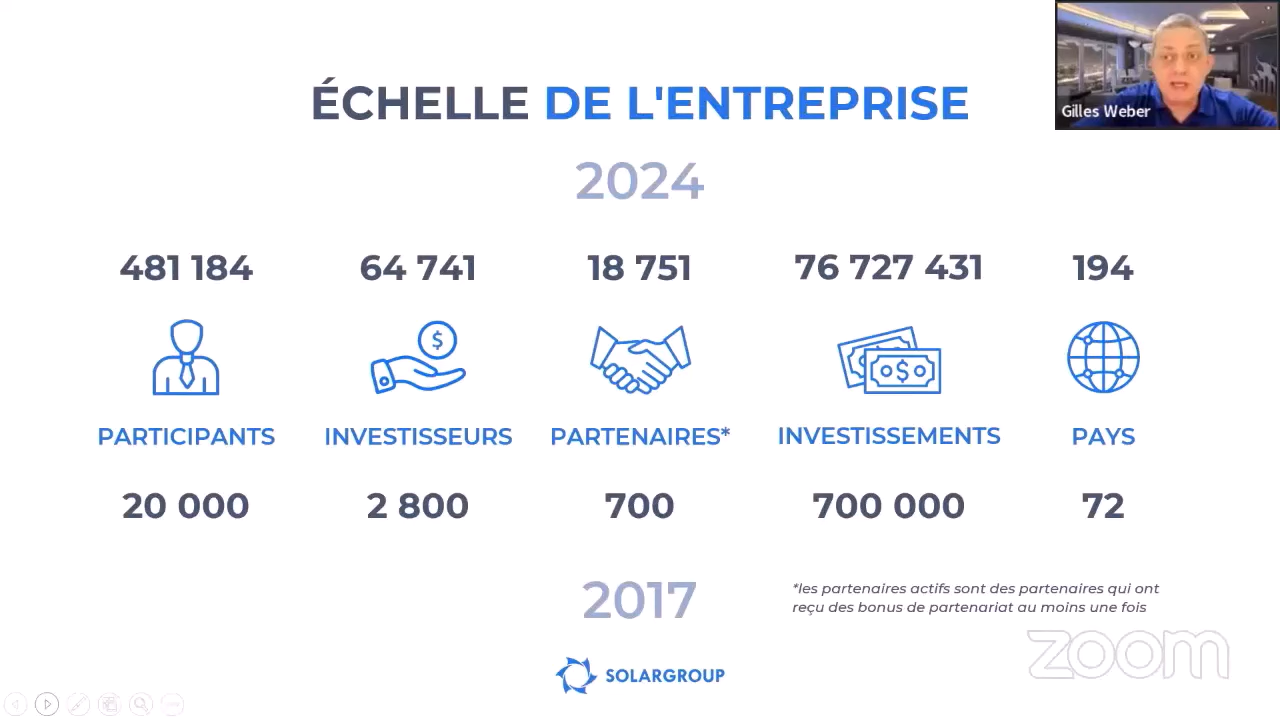 Gilles Weber
ÉCHELLE DE L'ENTREPRISE
2024
481 184
64 741
18 751
76 727 431
194
PARTICIPANTS
INVESTISSEURS
PARTENAIRES*
INVESTISSEMENTS
PAYS
20 000
2 800
700
700 000
72
2017
*les partenaires actifs sont des partenaires qui ont
reçu des bonus de partenariat au moins une fois
zoom
SOLARGROUP